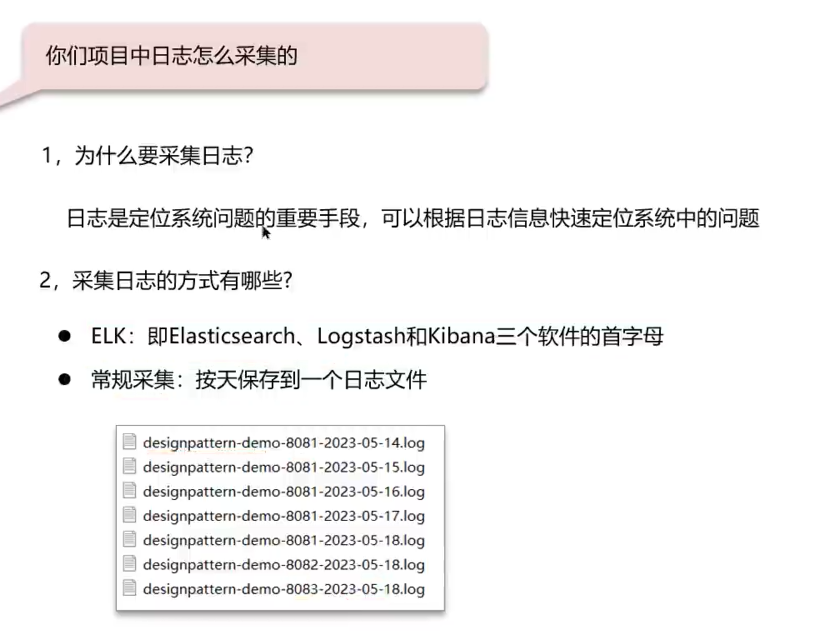 你们项目中日志怎么采集的
1，为什么要采集日志？
日志是定位系统问题的重要手段，可以根据日志信息快速定位系统中的问题
2，采集日志的方式有哪些？
● ELK：即Elasticsearch、Logstash和Kibana三个软件的首字母
● 常规采集：按天保存到一个日志文件
designpattern-demo-8081-2023-05-14.log
designpattern-demo-8081-2023-05-15.log
designpattern-demo-8081-2023-05-16.log
designpattern-demo-8081-2023-05-17.log
designpattern-demo-8081-2023-05-18.log
designpattern-demo-8082-2023-05-18.log
designpattern-demo-8083-2023-05-18.log